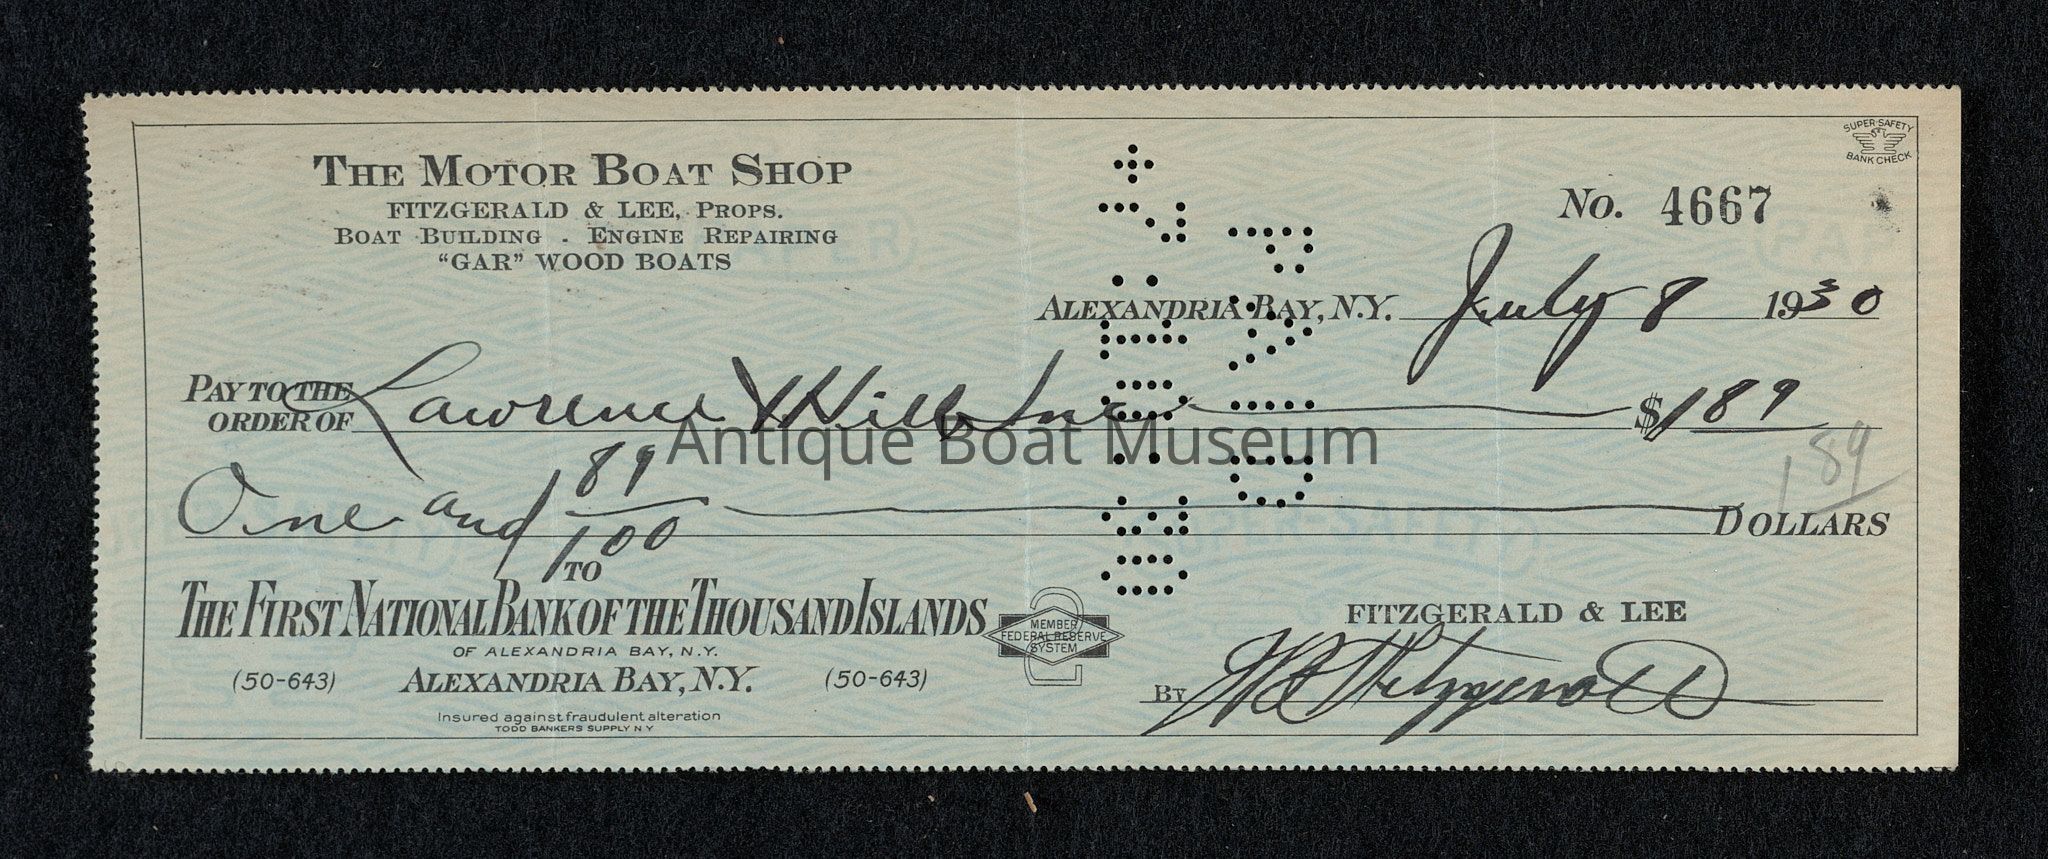 SUPER-SAFETY
BANK CHECK
THE MOTOR BOAT SHOP
FITZGERALD & LEE, PROPS.
BOAT BUILDING - ENGINE REPAIRING
"GAR" WOOD BOATS
No. 4667
ALEXANDRIA BAY, N.Y. July 8 1930
PAY TO THE ORDER OF Lawrence $1 89
Antique Boat Museum
1 89
One and 89/100 DOLLARS
TO
THE FIRST NATIONAL BANK OF THE THOUSAND ISLANDS
OF ALEXANDRIA BAY, N.Y.
(50-643) ALEXANDRIA BAY, N.Y. (50-643)
Insured against fraudulent alteration
TODD BANKERS SUPPLY N Y
MEMBER
FEDERAL RESERVE
SYSTEM
FITZGERALD & LEE
BY Fitzgerald
PAID